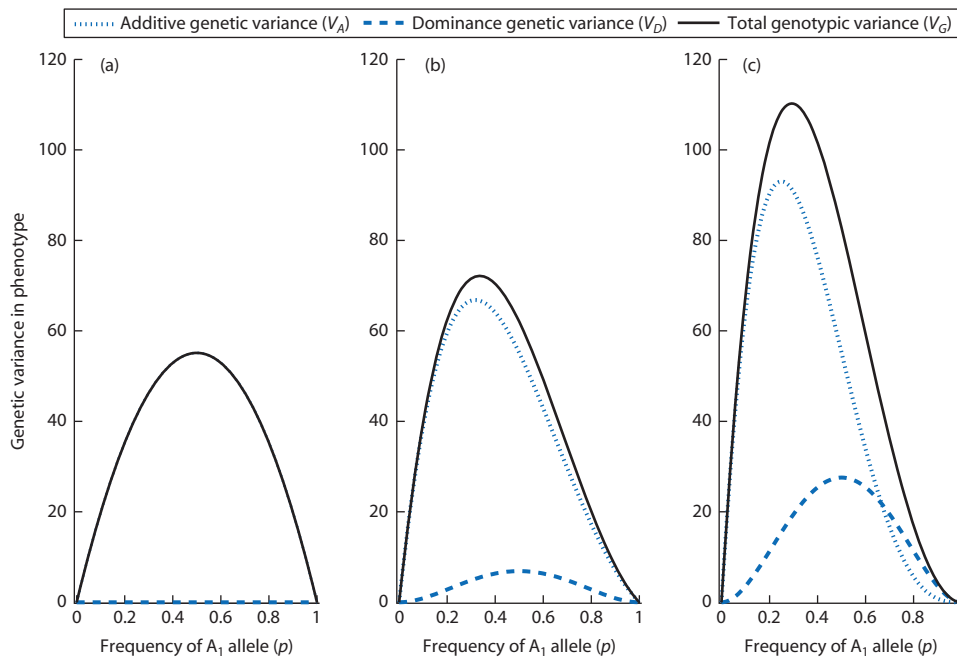 Additive genetic variance (V_A) Dominance genetic variance (V_D) Total genotypic variance (V_G)
(a) (b) (c)
120 120 120
100 100 100
80 80 80
60 60 60
40 40 40
20 20 20
0 0 0
0 0.2 0.4 0.6 0.8 1 0 0.2 0.4 0.6 0.8 1 0 0.2 0.4 0.6 0.8
Genetic variance in phenotype
Frequency of A₁ allele (p) Frequency of A₁ allele (p) Frequency of A₁ allele (p)